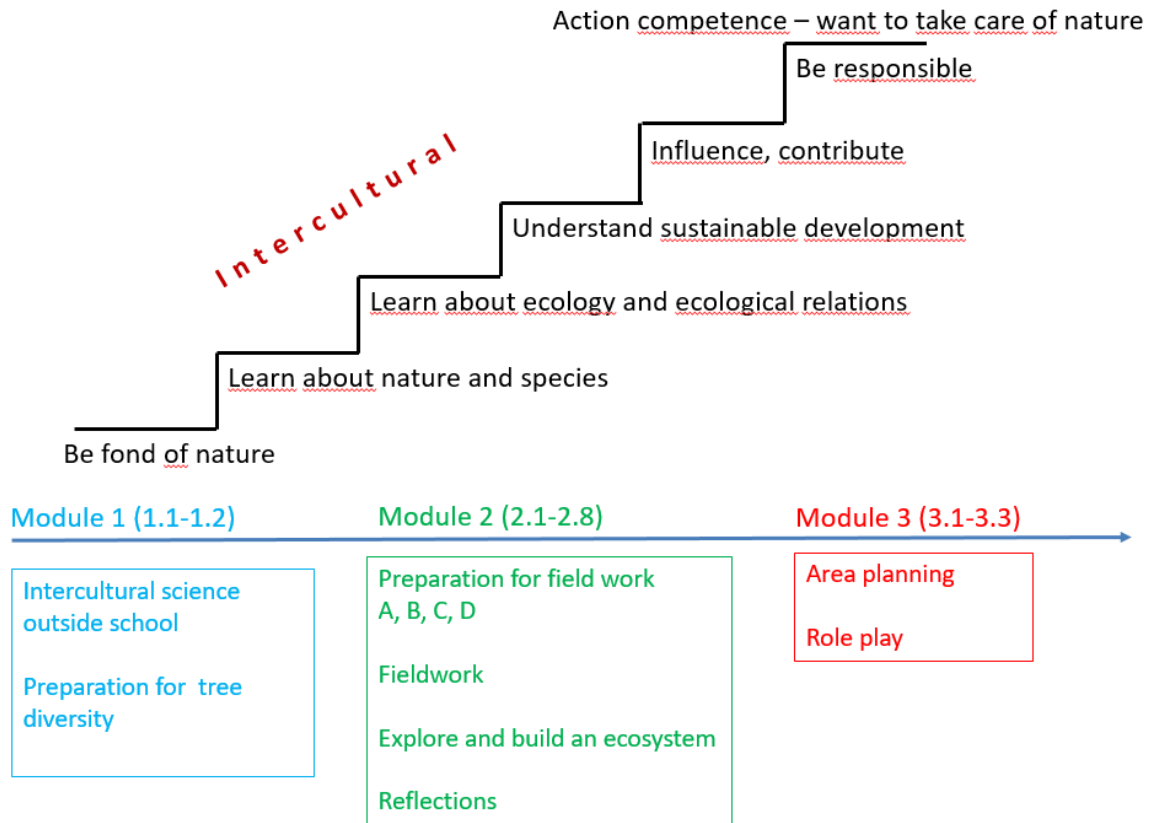 Action competence – want to take care of nature
Be responsible
Influence, contribute
Intercultural
Understand sustainable development
Learn about ecology and ecological relations
Learn about nature and species
Be fond of nature
Module 1 (1.1-1.2)
Module 2 (2.1-2.8)
Module 3 (3.1-3.3)
Intercultural science
outside school
Preparation for tree
diversity
Preparation for field work
A, B, C, D
Fieldwork
Explore and build an ecosystem
Reflections
Area planning
Role play